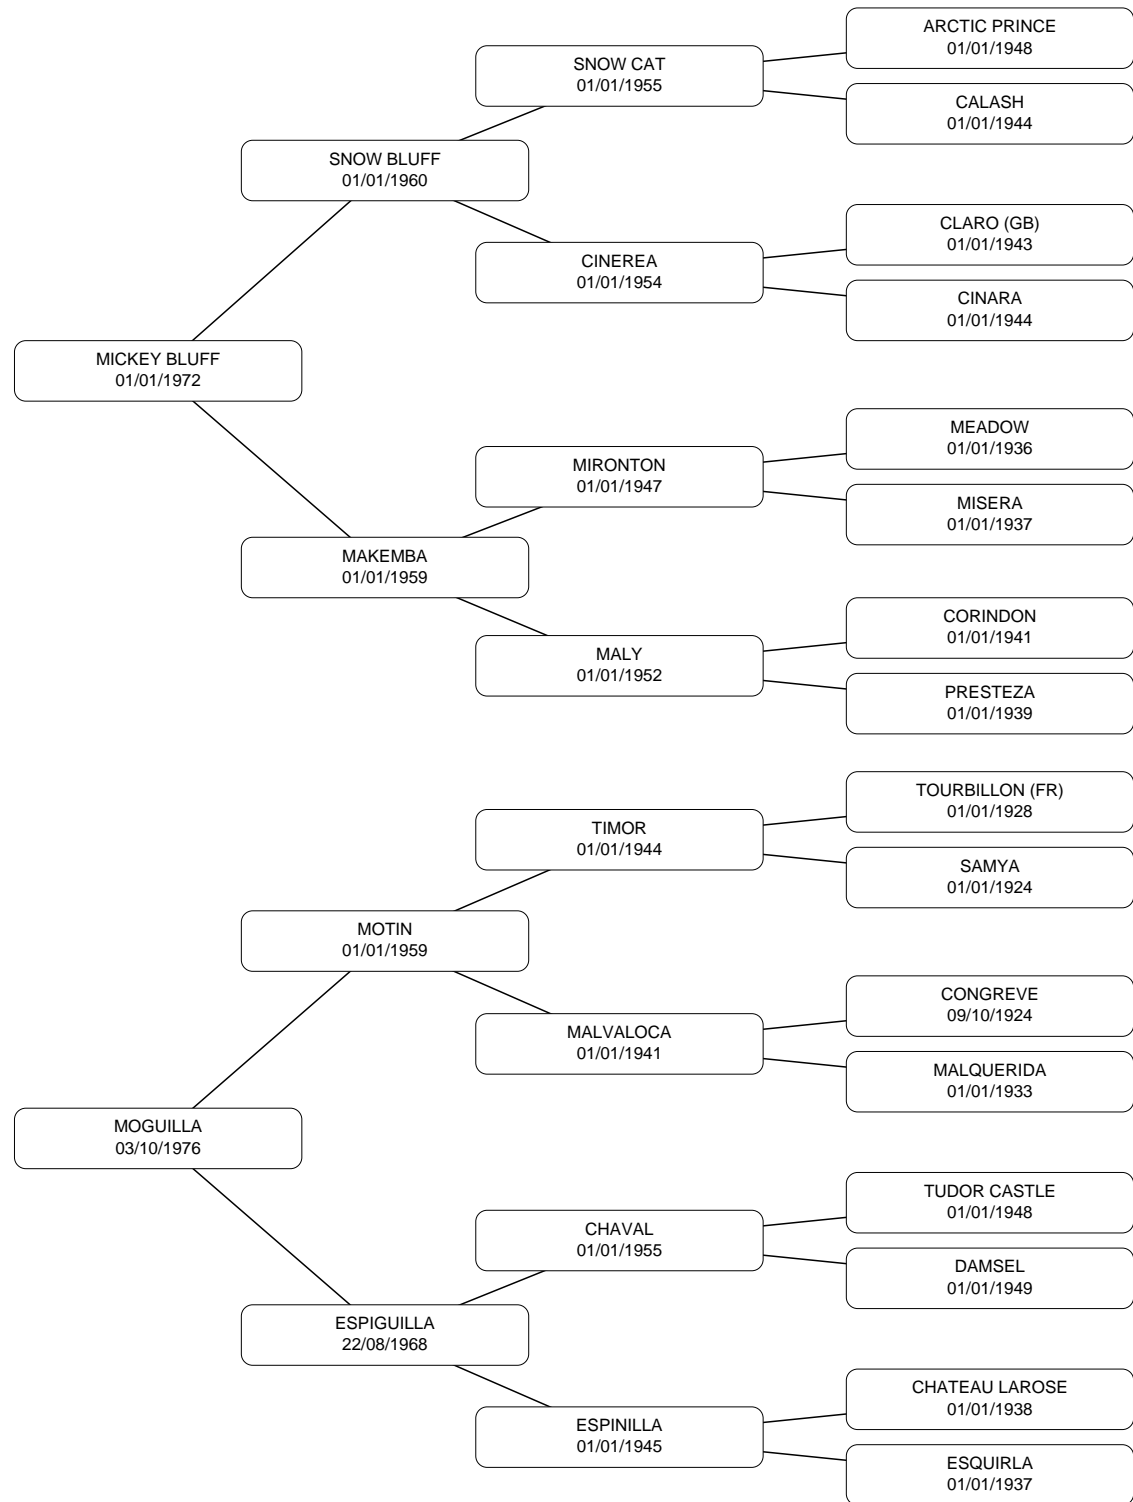 ARCTIC PRINCE
01/01/1948
SNOW CAT
01/01/1955
CALASH
01/01/1944
SNOW BLUFF
01/01/1960
CLARO (GB)
01/01/1943
CINEREA
01/01/1954
CINARA
01/01/1944
MICKEY BLUFF
01/01/1972
MEADOW
01/01/1936
MIRONTON
01/01/1947
MISERA
01/01/1937
MAKEMBA
01/01/1959
CORINDON
01/01/1941
MALY
01/01/1952
PRESTEZA
01/01/1939
TOURBILLON (FR)
01/01/1928
TIMOR
01/01/1944
SAMYA
01/01/1924
MOTIN
01/01/1959
CONGREVE
09/10/1924
MALVALOCA
01/01/1941
MALQUERIDA
01/01/1933
MOGUILLA
03/10/1976
TUDOR CASTLE
01/01/1948
CHAVAL
01/01/1955
DAMSEL
01/01/1949
ESPIGUILLA
22/08/1968
CHATEAU LAROSE
01/01/1938
ESPINILLA
01/01/1945
ESQUIRLA
01/01/1937